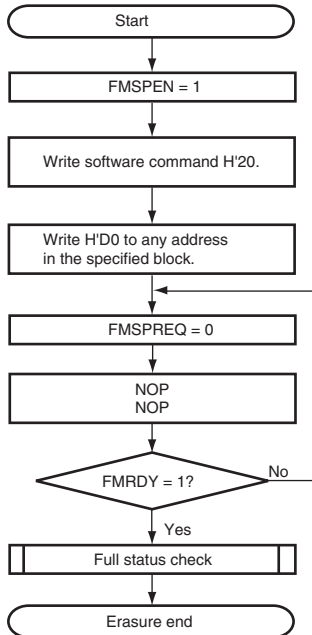 Start
FMSPEN = 1
Write software command H'20.
Write H'D0 to any address
in the specified block.
FMSPREQ = 0
NOP
NOP
FMRDY = 1?
No
Yes
Full status check
Erasure end